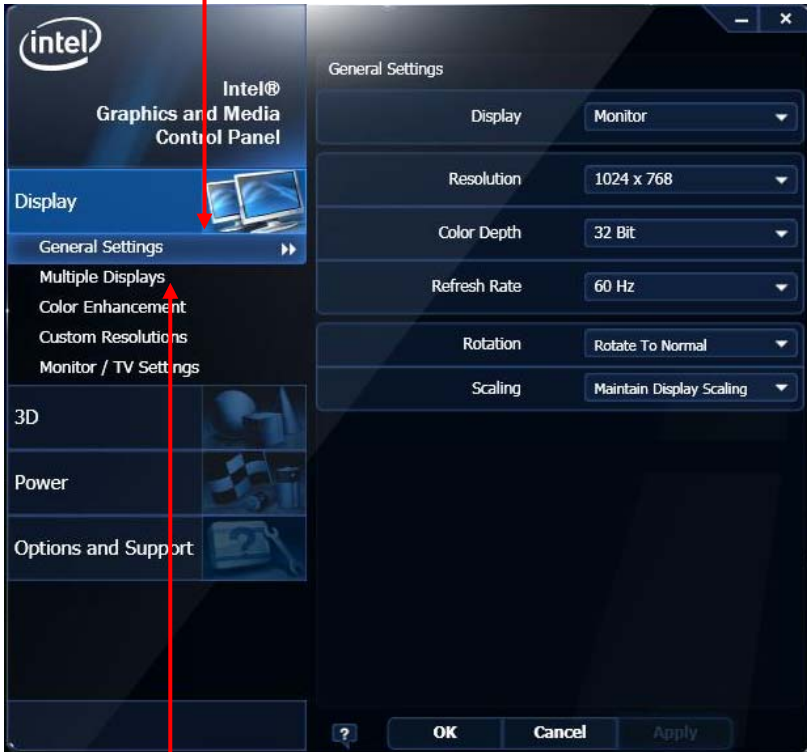 intel
Intel®
Graphics and Media
Control Panel
Display
General Settings
Multiple Displays
Color Enhancement
Custom Resolutions
Monitor / TV Settings
3D
Power
Options and Support
General Settings
Display Monitor
Resolution 1024 x 768
Color Depth 32 Bit
Refresh Rate 60 Hz
Rotation Rotate To Normal
Scaling Maintain Display Scaling
? OK Cancel Apply